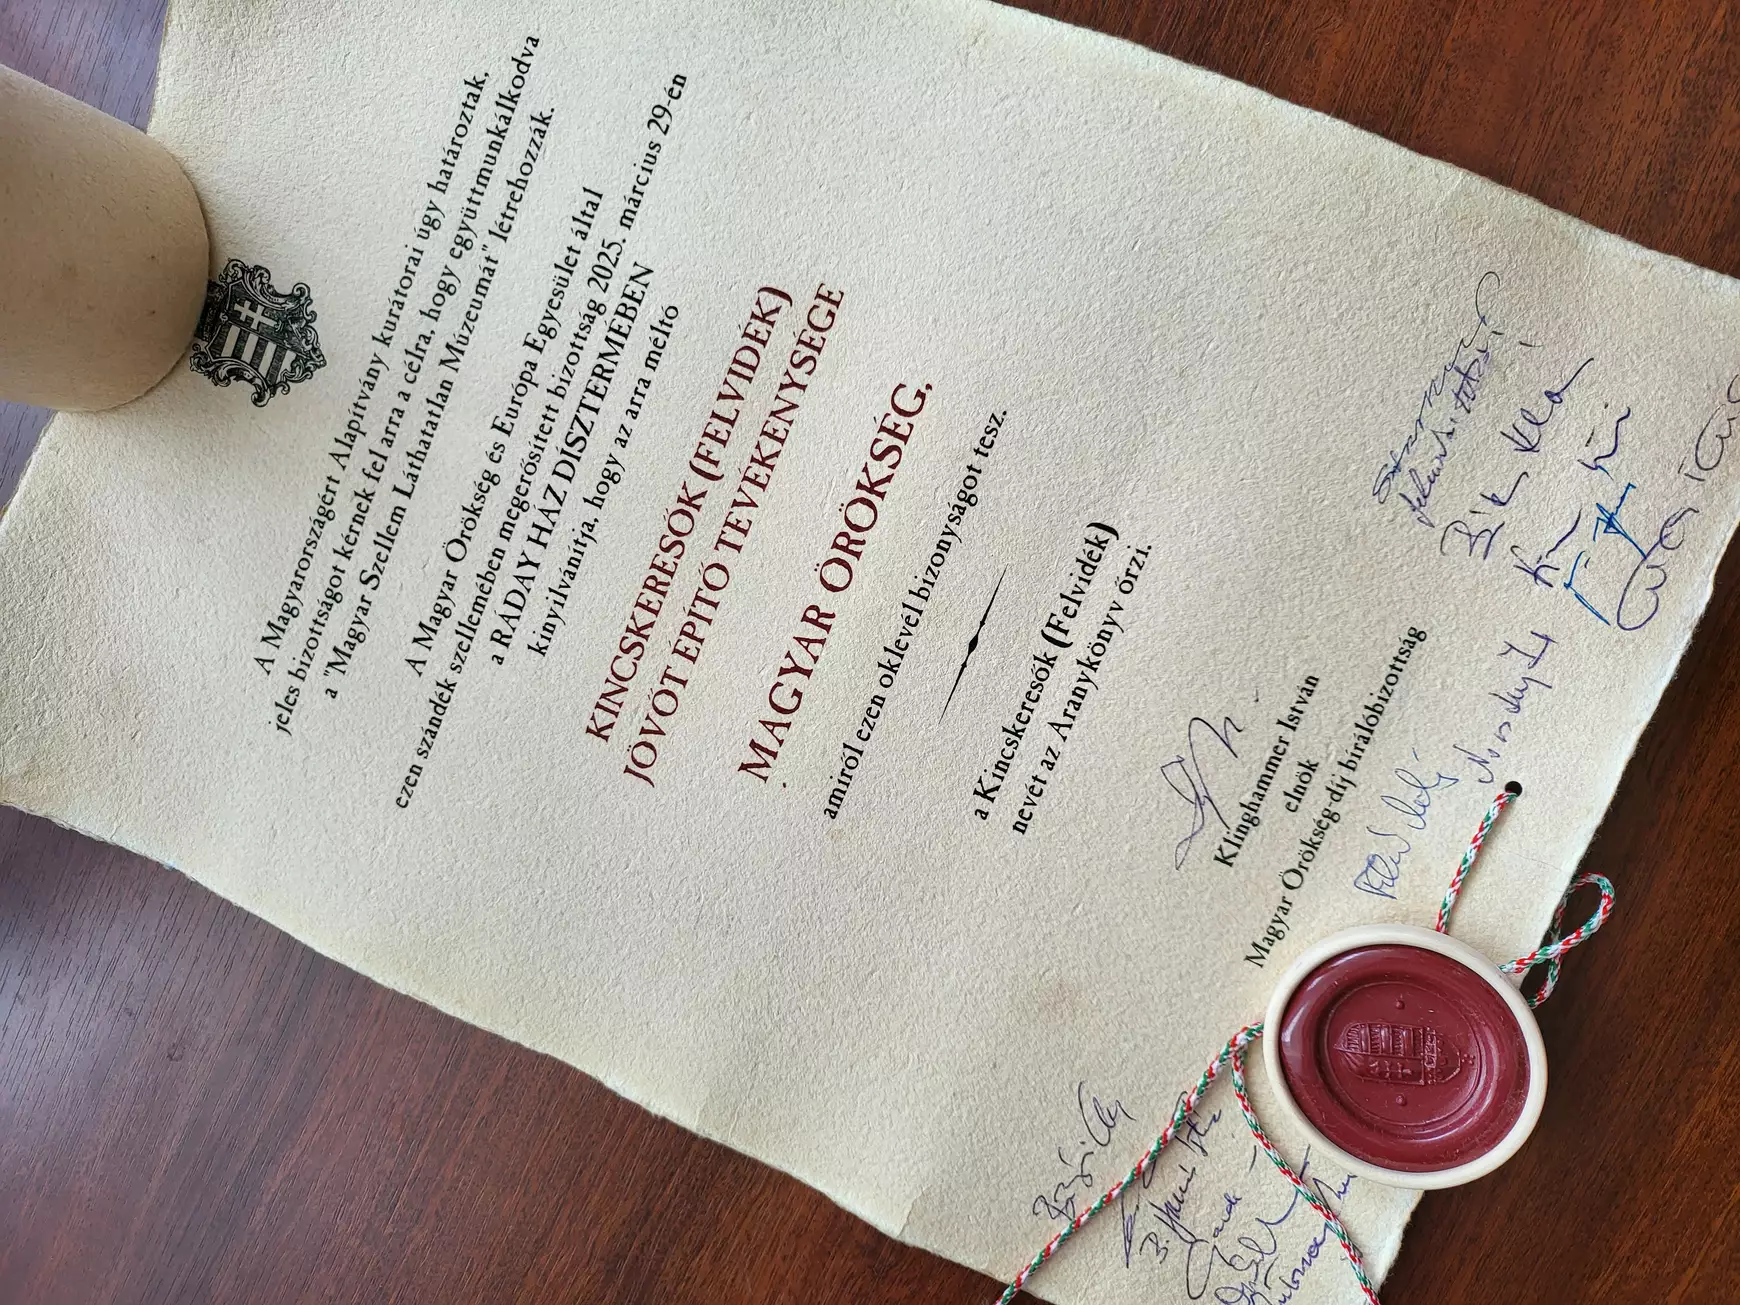 A Magyarországért Alapítvány kurátorai úgy határoztak,
jeles bizottságot kérnek fel arra a célra, hogy együttmunkálkodva
a "Magyar Szellem Láthatatlan Múzeumát" létrehozzák.
A Magyar Örökség és Európa Egyesület által
ezen szándék szellemében megerősített bizottság 2025. március 29-én
a RÁDAY HÁZ DÍSZTERMÉBEN
kinyilvánítja, hogy az arra méltó
KINCSKERESŐK (FELVIDÉK)
JÖVŐT ÉPÍTŐ TEVÉKENYSÉGE
MAGYAR ÖRÖKSÉG,
amiről ezen oklevél bizonyságot tesz.
a Kincskeresők (Felvidék)
nevét az Aranykönyv őrzi.
Klinghammer István
elnök
Magyar Örökség-díj bírálóbizottság